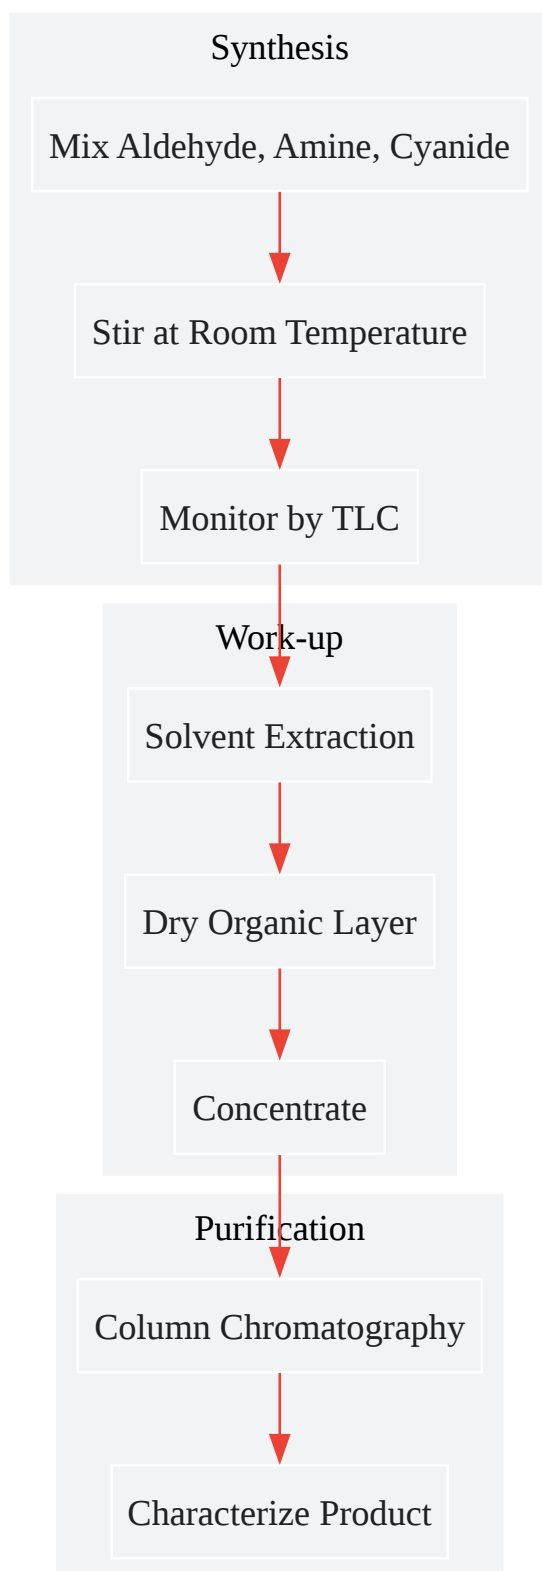 Synthesis
Mix Aldehyde, Amine, Cyanide
Stir at Room Temperature
Monitor by TLC
Work-up
Solvent Extraction
Dry Organic Layer
Concentrate
Purification
Column Chromatography
Characterize Product